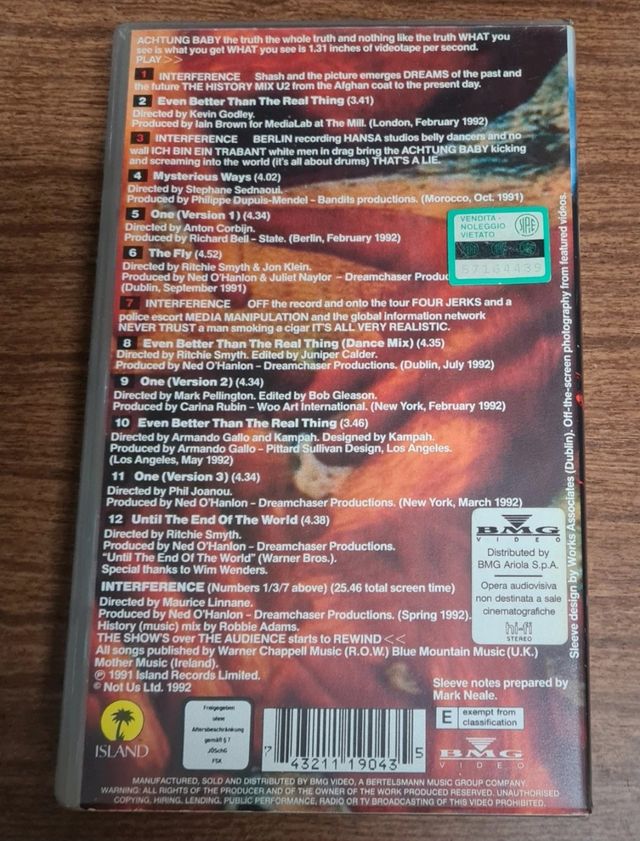 ACHTUNG BABY the truth the whole truth and nothing like the truth WHAT you
see is what you get WHAT you see is 1.31 inches of videotape per second.
PLAY>>
1 INTERFERENCE Shash and the picture emerges DREAMS of the past and
the future THE HISTORY MIX U2 from the Afghan coat to the present day.
2 Even Better Than The Real Thing (3.41)
Directed by Kevin Godley.
Produced by Iain Brown for MediaLab at The Mill. (London, February 1992)
3 INTERFERENCE BERLIN recording HANSA studios belly dancers and no
wall ICH BIN EIN TRABANT white men in drag bring the ACHTUNG BABY kicking
and screaming into the world (it's all about drums) THAT'S A LIE.
4 Mysterious Ways (4.02)
Directed by Stephane Sednaoui.
Produced by Philippe Dupuis-Mendel – Bandits productions. (Morocco, Oct. 1991)
5 One (Version 1) (4.34)
Directed by Anton Corbijn.
Produced by Richard Bell – State. (Berlin, February 1992)
6 The Fly (4.52)
Directed by Ritchie Smyth & Jon Klein.
Produced by Ned O'Hanlon & Juliet Naylor – Dreamchaser Produc
(Dublin, September 1991)
7 INTERFERENCE OFF the record and onto the tour FOUR JERKS and a
police escort MEDIA MANIPULATION and the global information network
NEVER TRUST a man smoking a cigar IT'S ALL VERY REALISTIC.
8 Even Better Than The Real Thing (Dance Mix) (4.35)
Directed by Ritchie Smyth. Edited by Juniper Calder.
Produced by Ned O'Hanlon – Dreamchaser Productions. (Dublin, July 1992)
9 One (Version 2) (4.34)
Directed by Mark Pellington. Edited by Bob Gleason.
Produced by Carina Rubin – Woo Art International. (New York, February 1992)
10 Even Better Than The Real Thing (3.46)
Directed by Armando Gallo and Kampah. Designed by Kampah.
Produced by Armando Gallo – Pittard Sullivan Design, Los Angeles.
(Los Angeles, May 1992)
11 One (Version 3) (4.34)
Directed by Phil Joanou.
Produced by Ned O'Hanlon – Dreamchaser Productions. (New York, March 1992)
12 Until The End Of The World (4.38)
Directed by Ritchie Smyth.
Produced by Ned O'Hanlon – Dreamchaser Productions.
"Until The End Of The World" (Warner Bros.).
Special thanks to Wim Wenders.
INTERFERENCE (Numbers 1/3/7 above) (25.46 total screen time)
Directed by Maurice Linnane.
Produced by Ned O'Hanlon – Dreamchaser Productions. (Spring 1992).
History (music) mix by Robbie Adams.
THE SHOW'S over THE AUDIENCE starts to REWIND<<
All songs published by Warner Chappell Music (R.O.W.) Blue Mountain Music (U.K.)
Mother Music (Ireland).
℗ 1991 Island Records Limited.
© Not Us Ltd. 1992
Sleeve notes prepared by
Mark Neale.
VENDITA -
NOLEGGIO
VIETATO
57164439
BMG
VIDEO
Distributed by
BMG Ariola S.p.A.
Opera audiovisiva
non destinata a sale
cinematografiche
hi-fi
STEREO
Sleeve design by Works Associates (Dublin). Off-the-screen photography from featured videos.
ISLAND
Freigegeben
ohne
Altersbeschränkung
gemäß § 7
JÖSchG
FSK
7 43211 19043 5
E exempt from
classification
BMG
VIDEO
MANUFACTURED, SOLD AND DISTRIBUTED BY BMG VIDEO, A BERTELSMANN MUSIC GROUP COMPANY.
WARNING: ALL RIGHTS OF THE PRODUCER AND OF THE OWNER OF THE WORK PRODUCED RESERVED. UNAUTHORISED
COPYING, HIRING, LENDING, PUBLIC PERFORMANCE, RADIO OR TV BROADCASTING OF THIS VIDEO PROHIBITED.